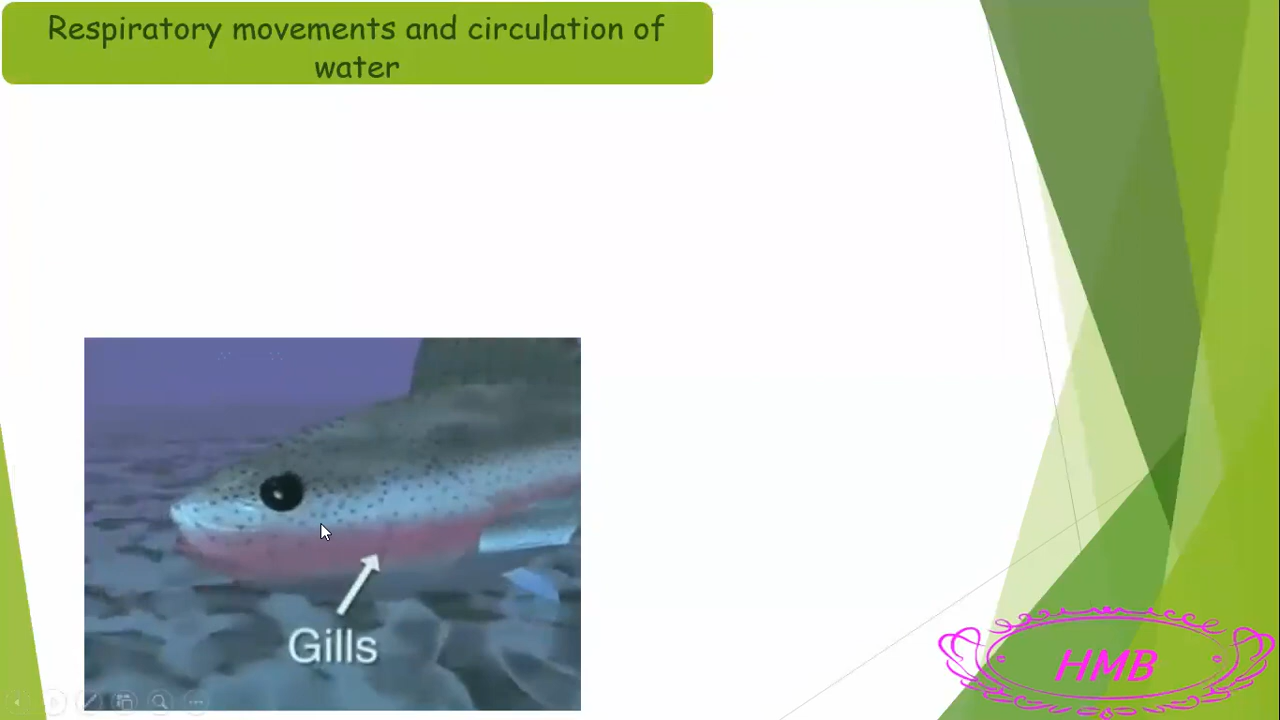 Respiratory movements and circulation of
water
Gills
HMB